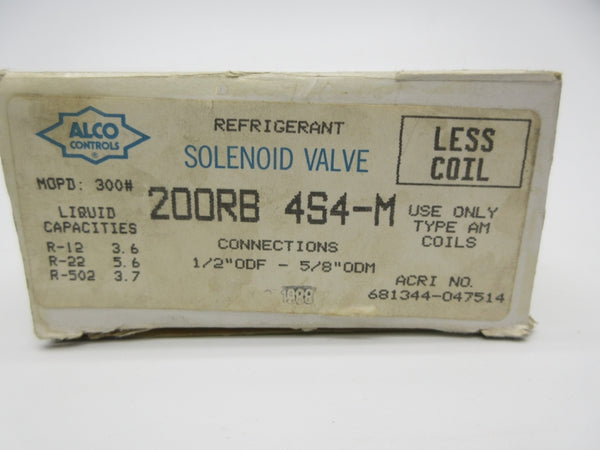 ALCO
CONTROLS
®
REFRIGERANT
SOLENOID VALVE
LESS
COIL
MOPD: 300#
200RB 4S4-M
LIQUID
CAPACITIES
R-12 3.6
R-22 5.6
R-502 3.7
CONNECTIONS
1/2"ODF - 5/8"ODM
USE ONLY
TYPE AM
COILS
ACRI NO.
681344-047514